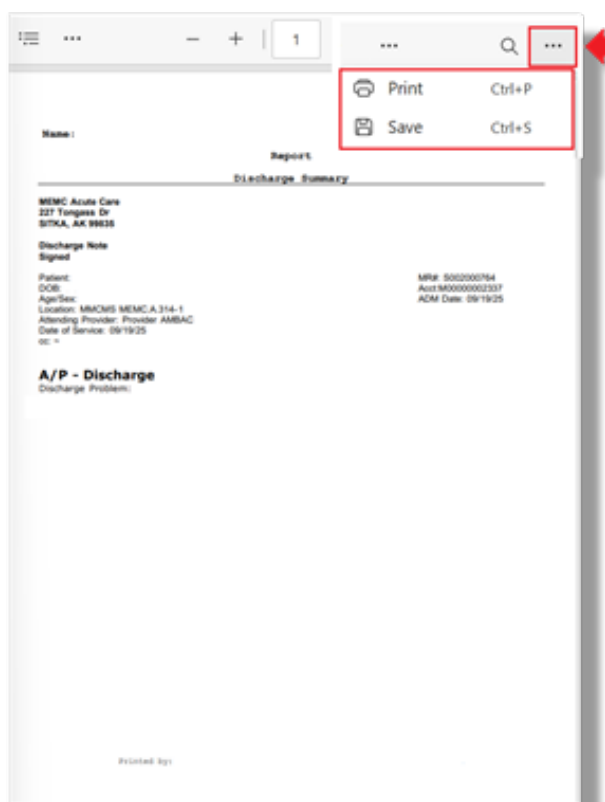 1
Print Ctrl+P
Save Ctrl+S
Name:
Report
Discharge Summary
MEMC Acute Care
227 Tongass Dr
SITKA, AK 99835
Discharge Note
Signed
Patient: MR#: S002000764
DOB: Acct:M00000002337
Age/Sex: ADM Date: 09/19/25
Location: MMCMS MEMC.A.314-1
Attending Provider: Provider AMBAC
Date of Service: 09/19/25
cc: ~
A/P - Discharge
Discharge Problem:
Printed by: